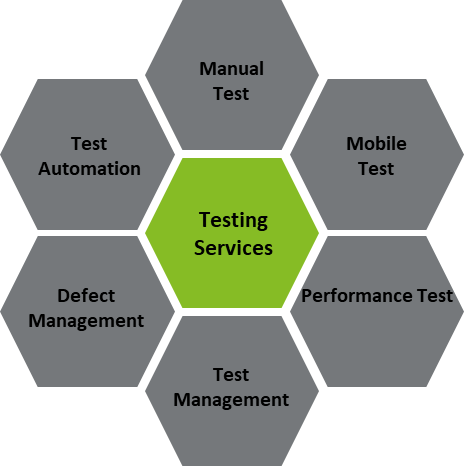 Manual
Test
Test
Automation
Mobile
Test
Testing
Services
Defect
Management
Performance Test
Test
Management